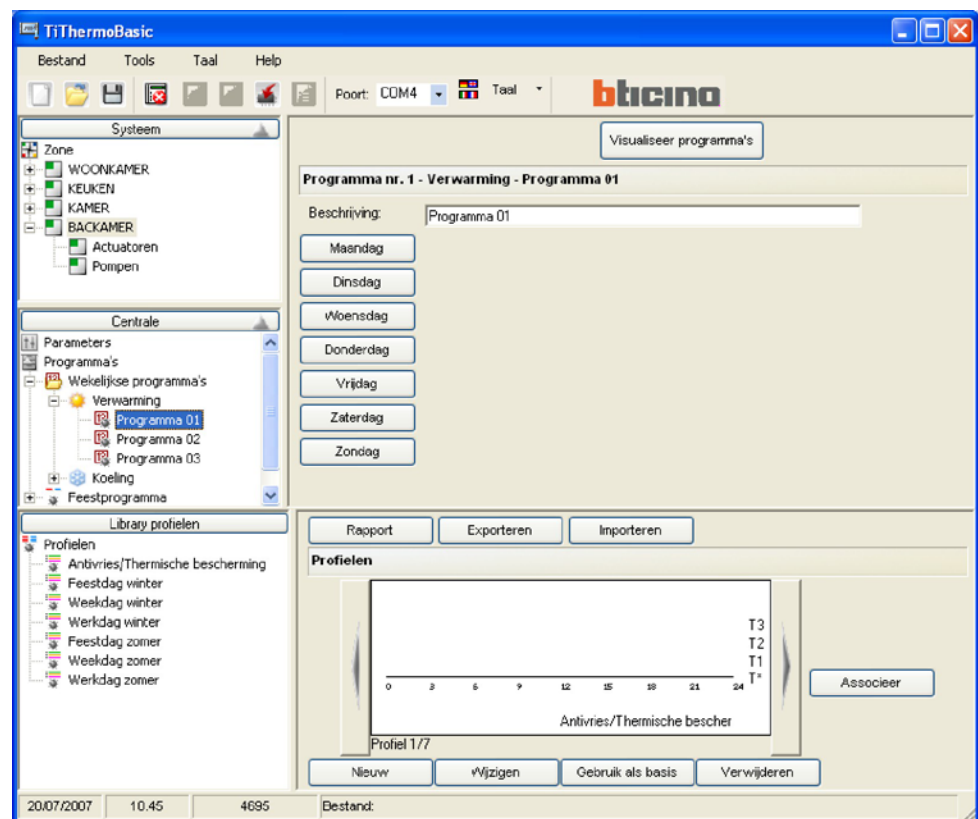 TiThermoBasic
Bestand Tools Taal Help
Poort: COM4 Taal bticino
Systeem
Zone
WOONKAMER
KEUKEN
KAMER
BACKAMER
Actuatoren
Pompen
Centrale
Parameters
Programma's
Wekelijkse programma's
Verwarming
Programma 01
Programma 02
Programma 03
Koeling
Feestprogramma
Library profielen
Profielen
Antivries/Thermische bescherming
Feestdag winter
Weekdag winter
Werkdag winter
Feestdag zomer
Weekdag zomer
Werkdag zomer
Visualiseer programma's
Programma nr. 1 - Verwarming - Programma 01
Beschrijving: Programma 01
Maandag
Dinsdag
Woensdag
Donderdag
Vrijdag
Zaterdag
Zondag
Rapport Exporteren Importeren
Profielen
T3
T2
T1
T*
0 3 6 9 12 15 18 21 24
Antivries/Thermische bescher
Associeer
Profiel 1/7
Nieuw Wijzigen Gebruik als basis Verwijderen
20/07/2007 10.45 4695 Bestand: